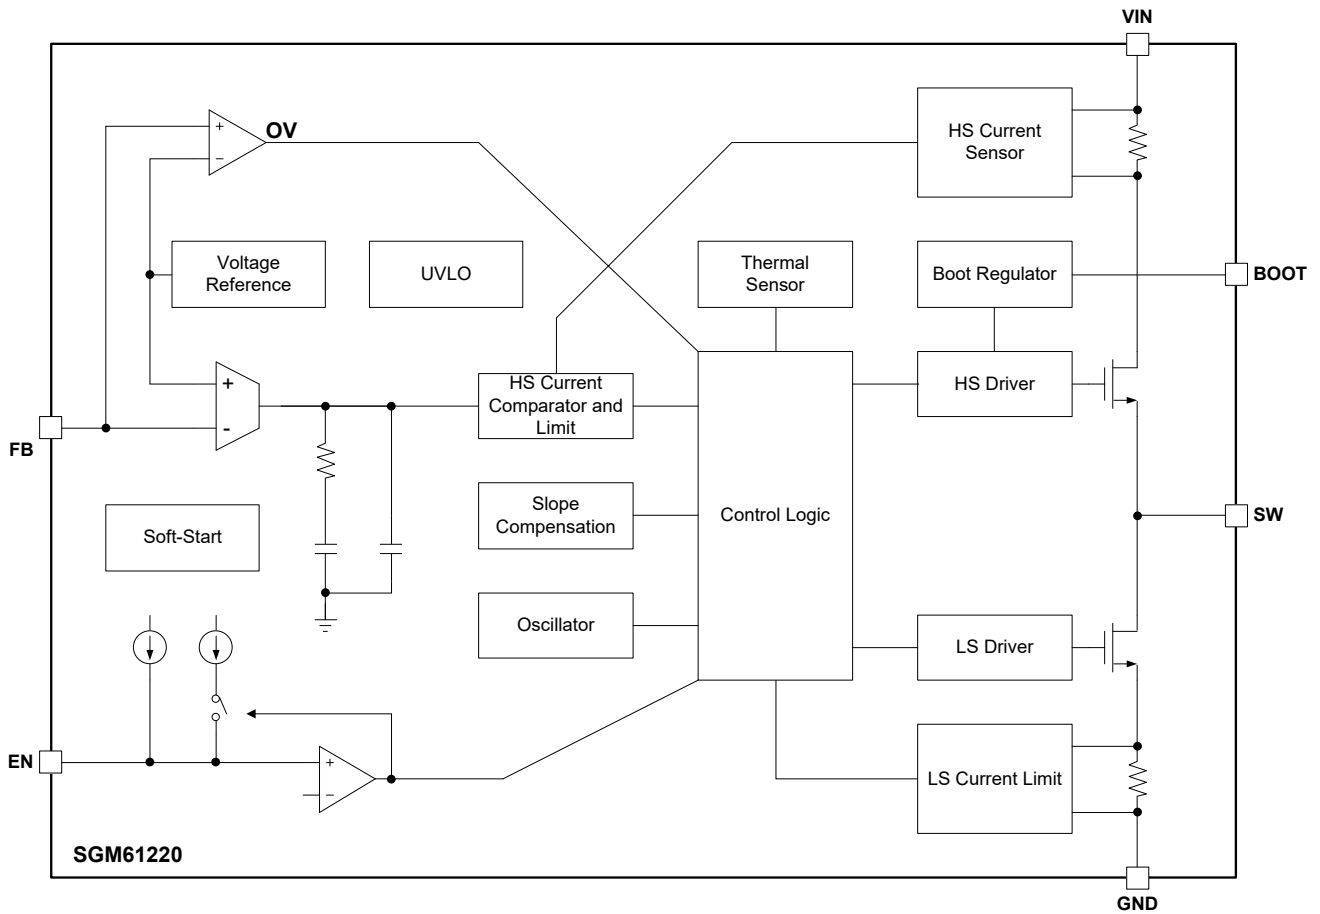 VIN
+
OV
−
HS Current
Sensor
Voltage
Reference
UVLO
Thermal
Sensor
Boot Regulator
BOOT
+
-
HS Current
Comparator and
Limit
HS Driver
FB
Slope
Compensation
Control Logic
SW
Soft-Start
Oscillator
LS Driver
EN
+
−
LS Current Limit
SGM61220
GND